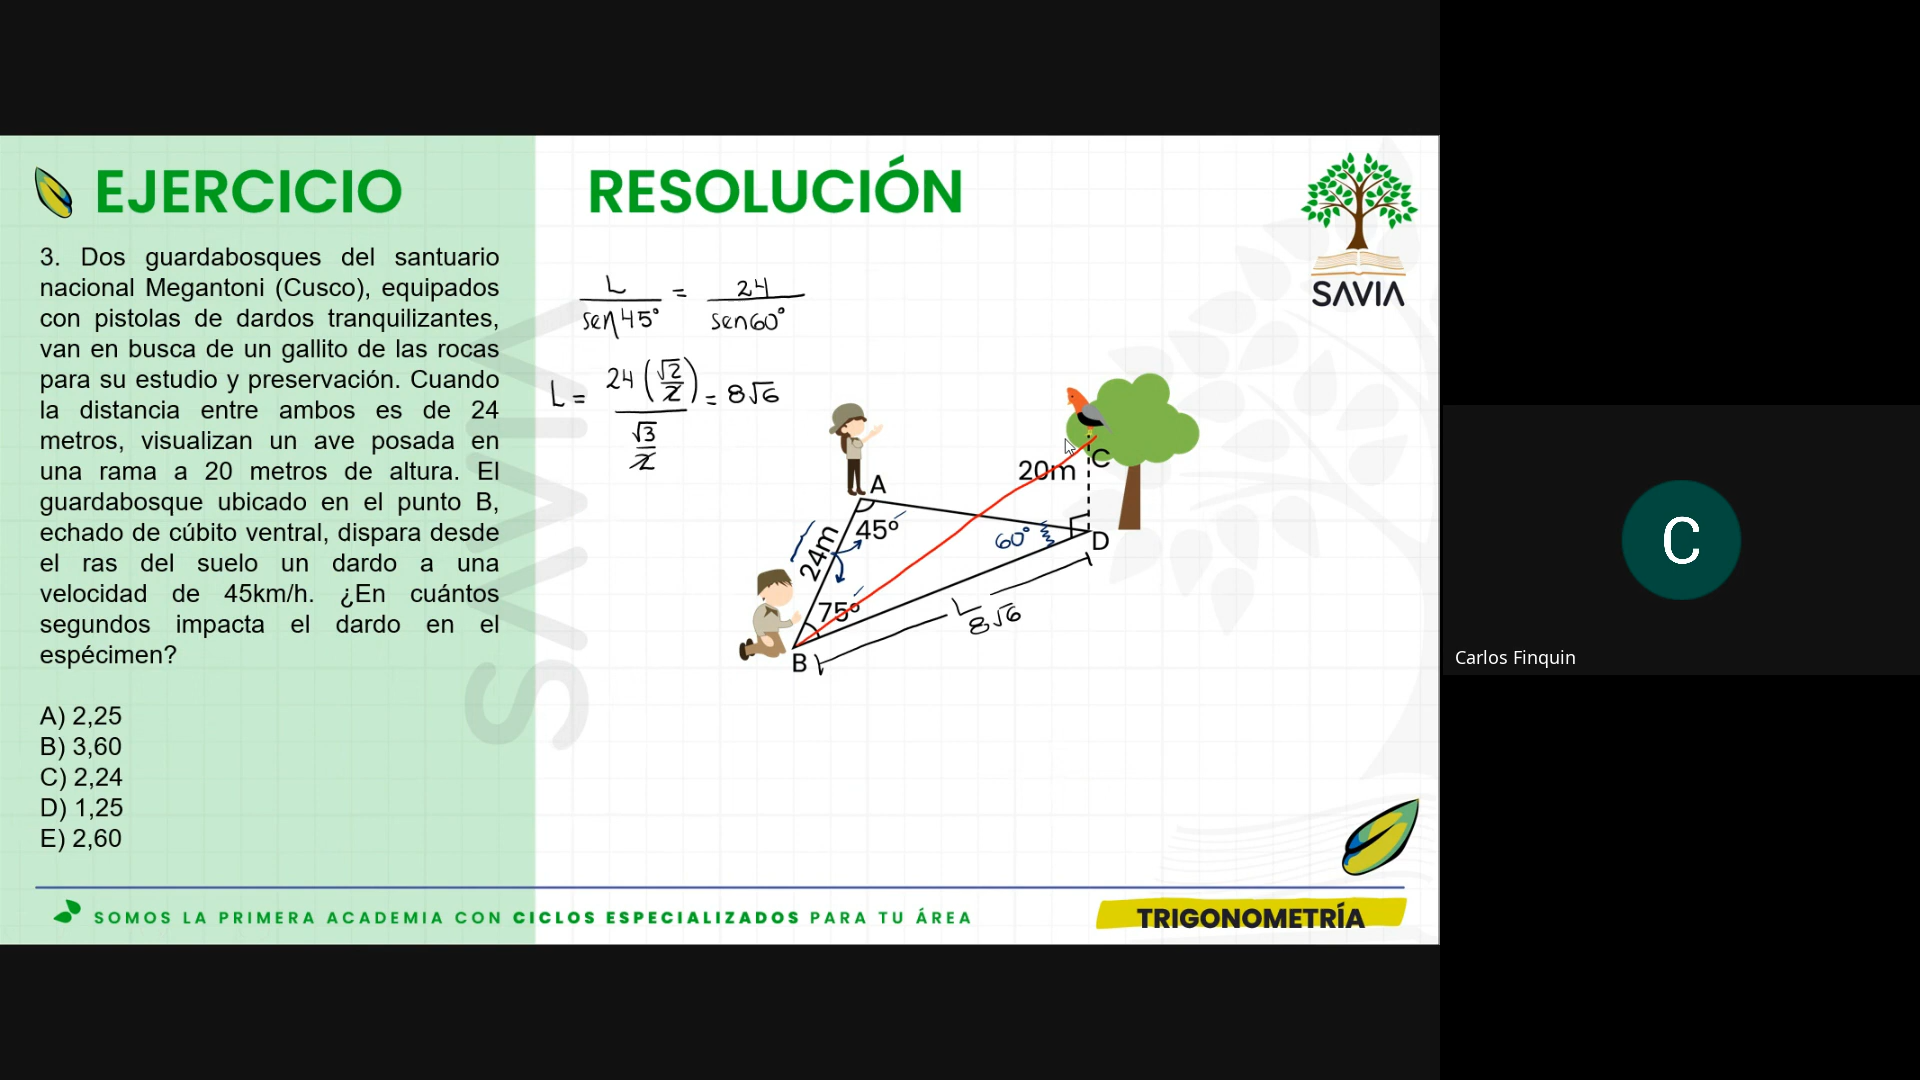 EJERCICIO
3. Dos guardabosques del santuario
nacional Megantoni (Cusco), equipados
con pistolas de dardos tranquilizantes,
van en busca de un gallito de las rocas
para su estudio y preservación. Cuando
la distancia entre ambos es de 24
metros, visualizan un ave posada en
una rama a 20 metros de altura. El
guardabosque ubicado en el punto B,
echado de cúbito ventral, dispara desde
el ras del suelo un dardo a una
velocidad de 45km/h. ¿En cuántos
segundos impacta el dardo en el
espécimen?
A) 2,25
B) 3,60
C) 2,24
D) 1,25
E) 2,60
RESOLUCIÓN
L/sen45° = 24/sen60°
L = 24(√2/2)/(√3/2) = 8√6
A
45º
24m
75º
B
20m
C
60°
D
L
8√6
SAVIA
SAVIA
SOMOS LA PRIMERA ACADEMIA CON CICLOS ESPECIALIZADOS PARA TU ÁREA
TRIGONOMETRÍA
C
Carlos Finquin